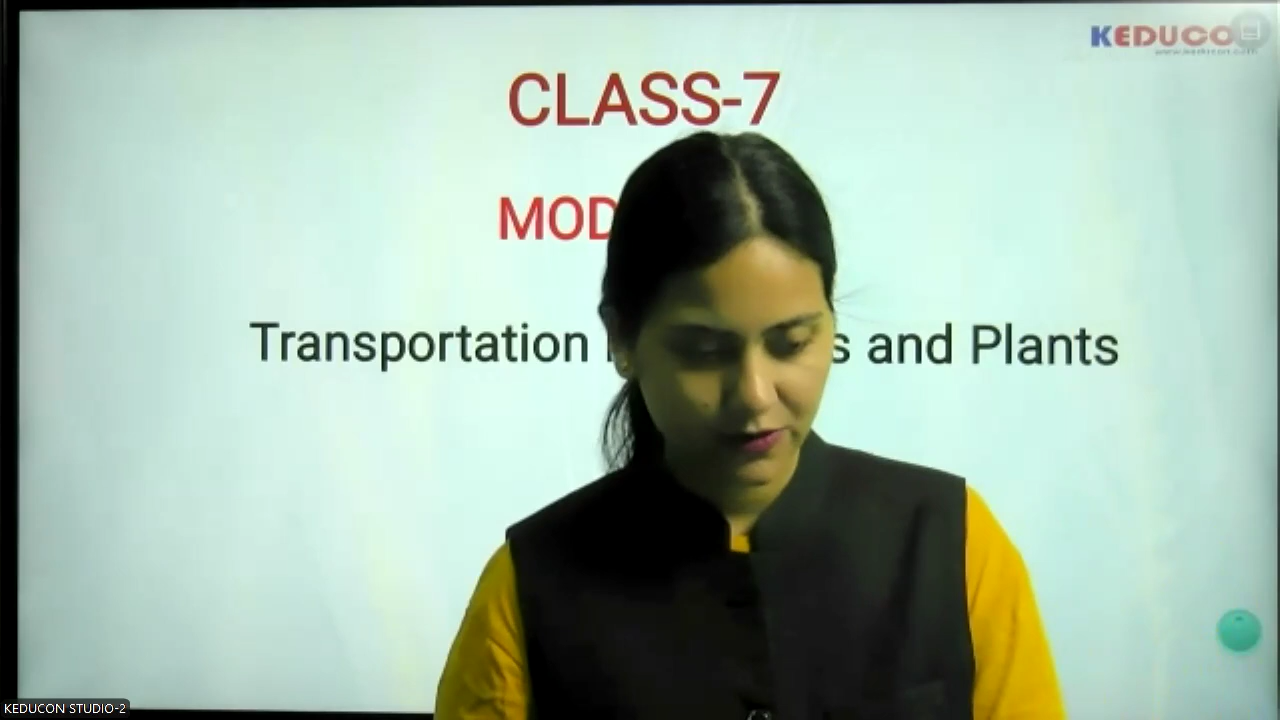 KEDUCO
CLASS-7
MOD
Transportation
s and Plants
KEDUCON STUDIO-2